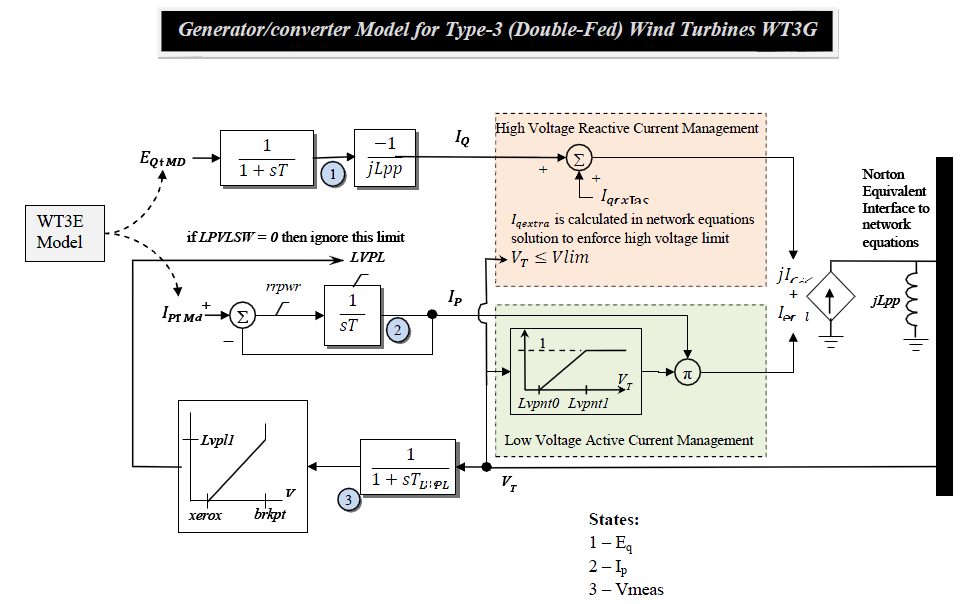 Generator/converter Model for Type-3 (Double-Fed) Wind Turbines WT3G
High Voltage Reactive Current Management
WT3E
Model
1
1 + sT
1
−1
jLpp
I_Q
+
Σ
+
I_qextra is calculated in network equations
solution to enforce high voltage limit
V_T ≤ Vlim
Norton
Equivalent
Interface to
network
equations
if LPVLSW = 0 then ignore this limit
LVPL
rrpwr
+
Σ
−
1
sT
2
I_P
+
jLpp
1
V_T
Lvpnt0 Lvpnt1
π
Low Voltage Active Current Management
Lvpl1
V
xerox brkpt
1
3
V_T
States:
1 – E_q
2 – I_p
3 – Vmeas